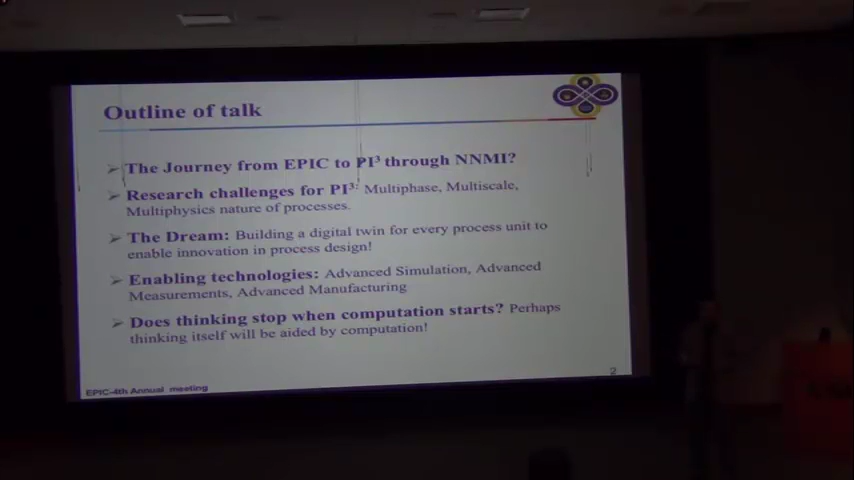 Outline of talk
➢ The Journey from EPIC to PI³ through NNMI?
➢ Research challenges for PI³: Multiphase, Multiscale,
Multiphysics nature of processes.
➢ The Dream: Building a digital twin for every process unit to
enable innovation in process design!
➢ Enabling technologies: Advanced Simulation, Advanced
Measurements, Advanced Manufacturing
➢ Does thinking stop when computation starts? Perhaps
thinking itself will be aided by computation!
EPIC-4th Annual meeting
2